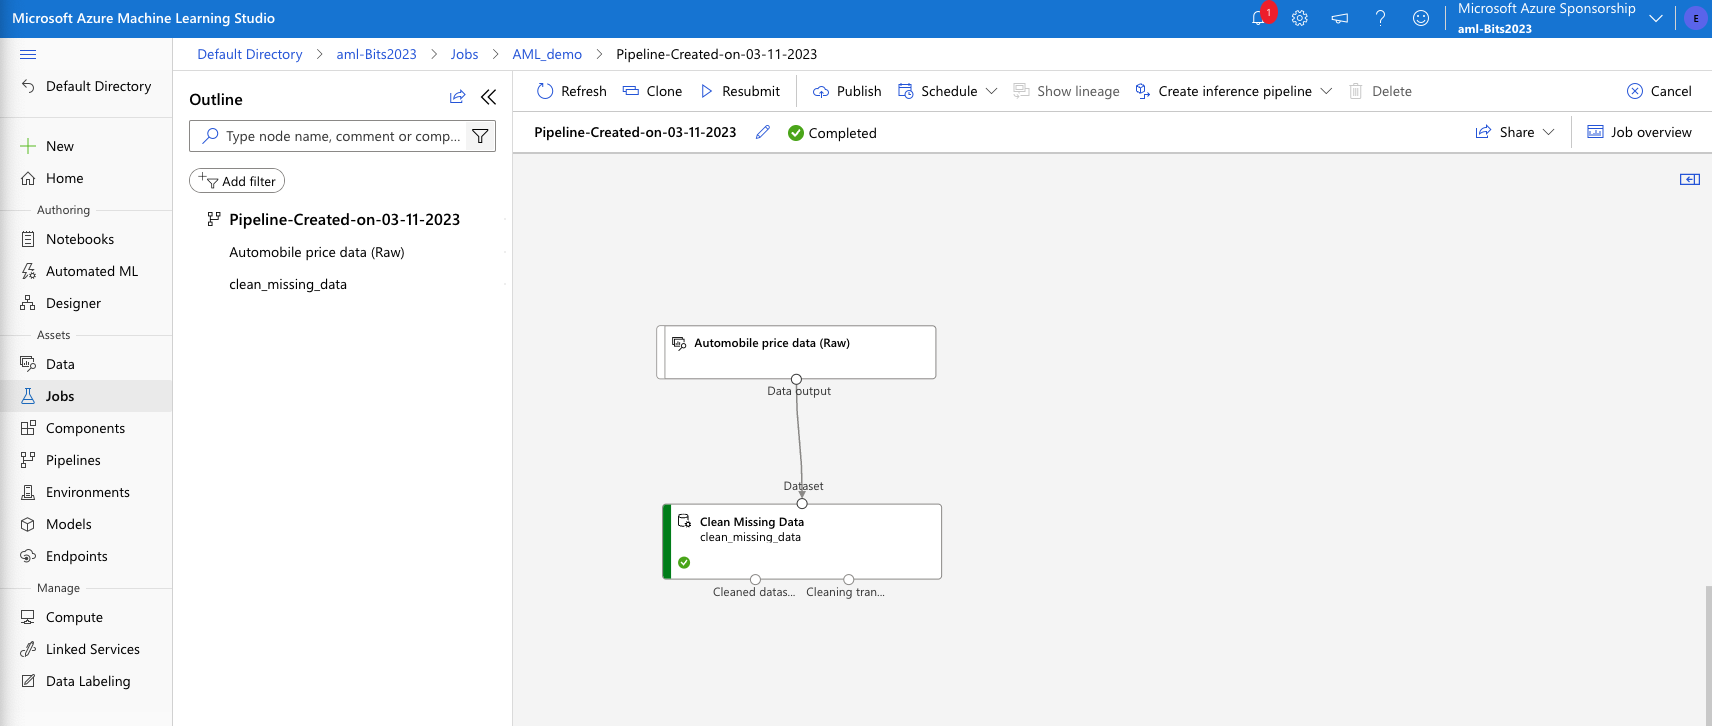 Microsoft Azure Machine Learning Studio
1
Microsoft Azure Sponsorship
aml-Bits2023
E
Default Directory
New
Home
Authoring
Notebooks
Automated ML
Designer
Assets
Data
Jobs
Components
Pipelines
Environments
Models
Endpoints
Manage
Compute
Linked Services
Data Labeling
Default Directory > aml-Bits2023 > Jobs > AML_demo > Pipeline-Created-on-03-11-2023
Outline
Type node name, comment or comp...
Add filter
Pipeline-Created-on-03-11-2023
Automobile price data (Raw)
clean_missing_data
Refresh Clone Resubmit Publish Schedule Show lineage Create inference pipeline Delete Cancel
Pipeline-Created-on-03-11-2023 Completed Share Job overview
Automobile price data (Raw)
Data output
Dataset
Clean Missing Data
clean_missing_data
Cleaned datas... Cleaning tran...